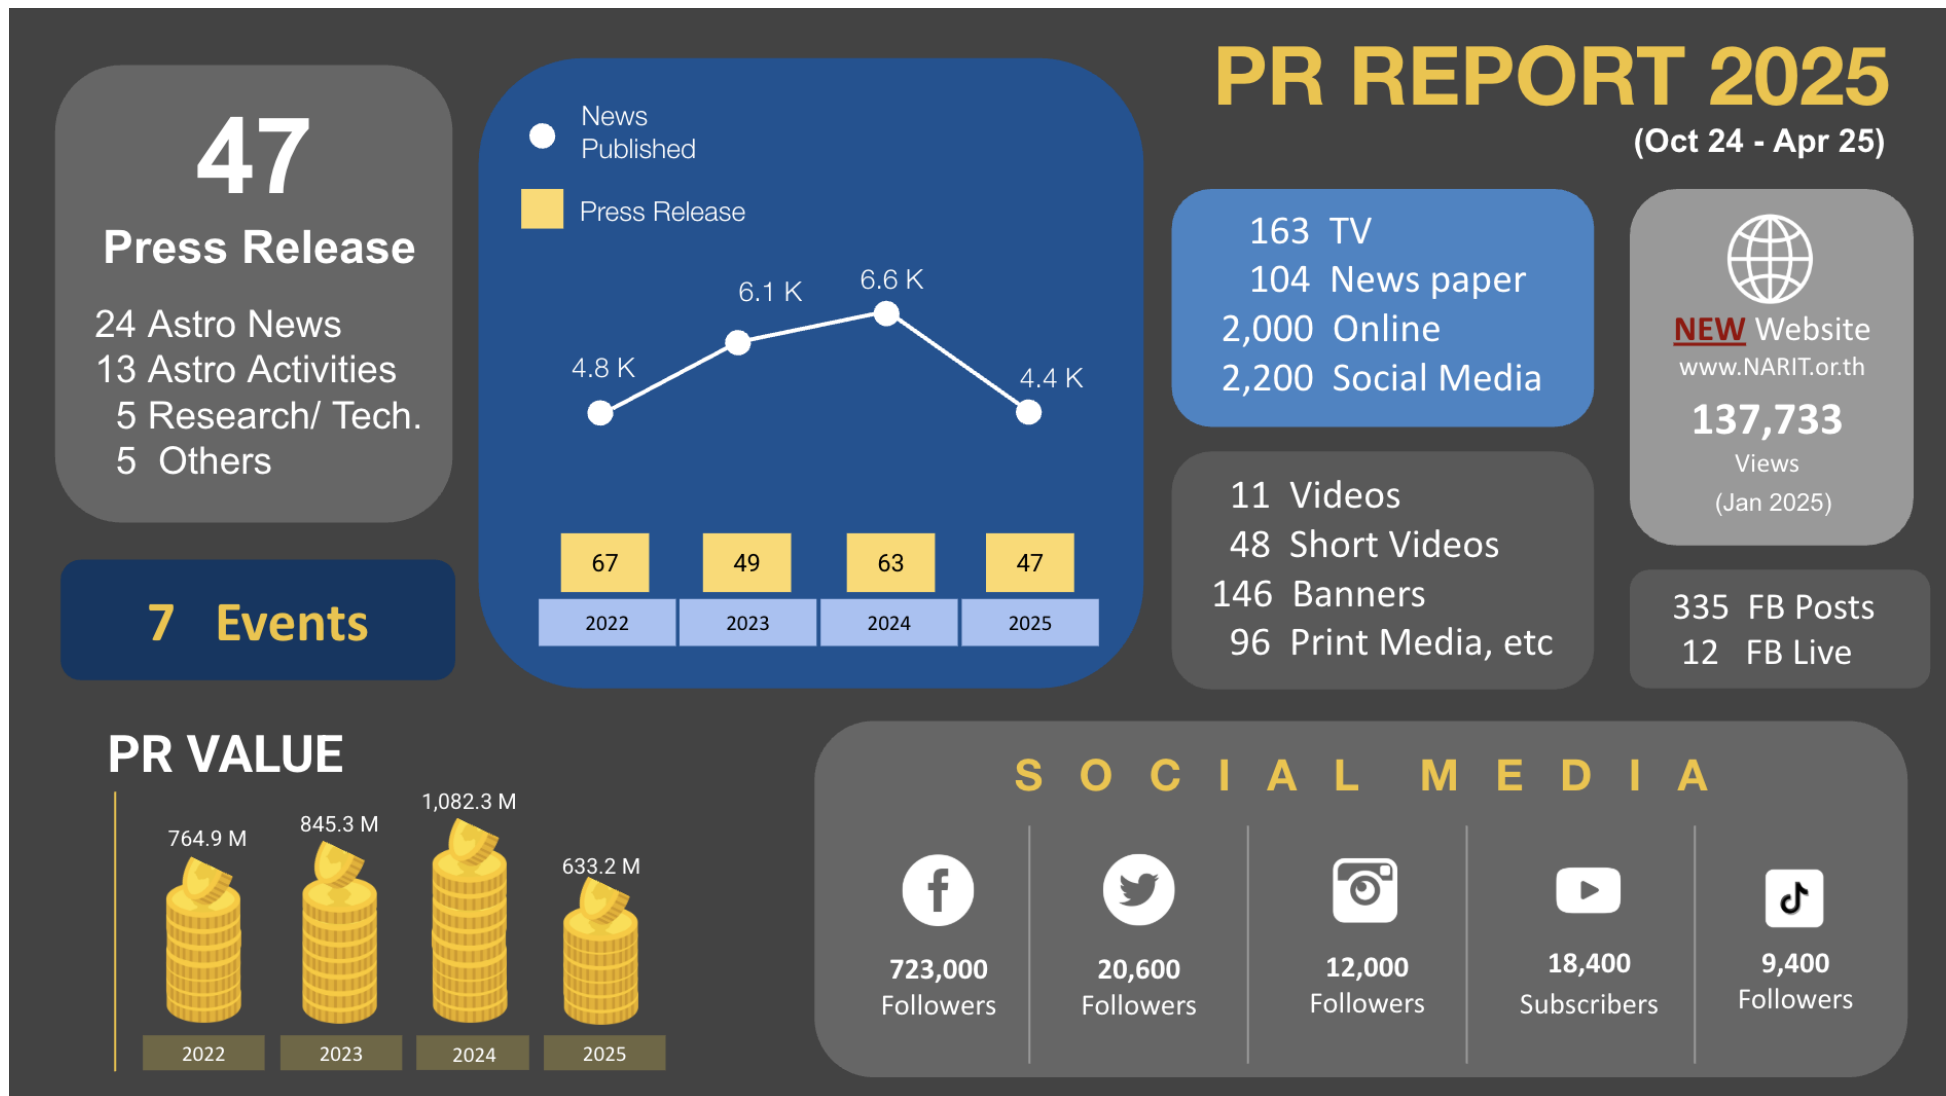 PR REPORT 2025
(Oct 24 - Apr 25)
47
Press Release
24 Astro News
13 Astro Activities
5 Research/ Tech.
5 Others
7 Events
News
Published
Press Release
4.8 K
6.1 K
6.6 K
4.4 K
67
49
63
47
2022
2023
2024
2025
163 TV
104 News paper
2,000 Online
2,200 Social Media
11 Videos
48 Short Videos
146 Banners
96 Print Media, etc
NEW Website
www.NARIT.or.th
137,733
Views
(Jan 2025)
335 FB Posts
12 FB Live
PR VALUE
764.9 M
845.3 M
1,082.3 M
633.2 M
2022
2023
2024
2025
SOCIAL MEDIA
723,000
Followers
20,600
Followers
12,000
Followers
18,400
Subscribers
9,400
Followers